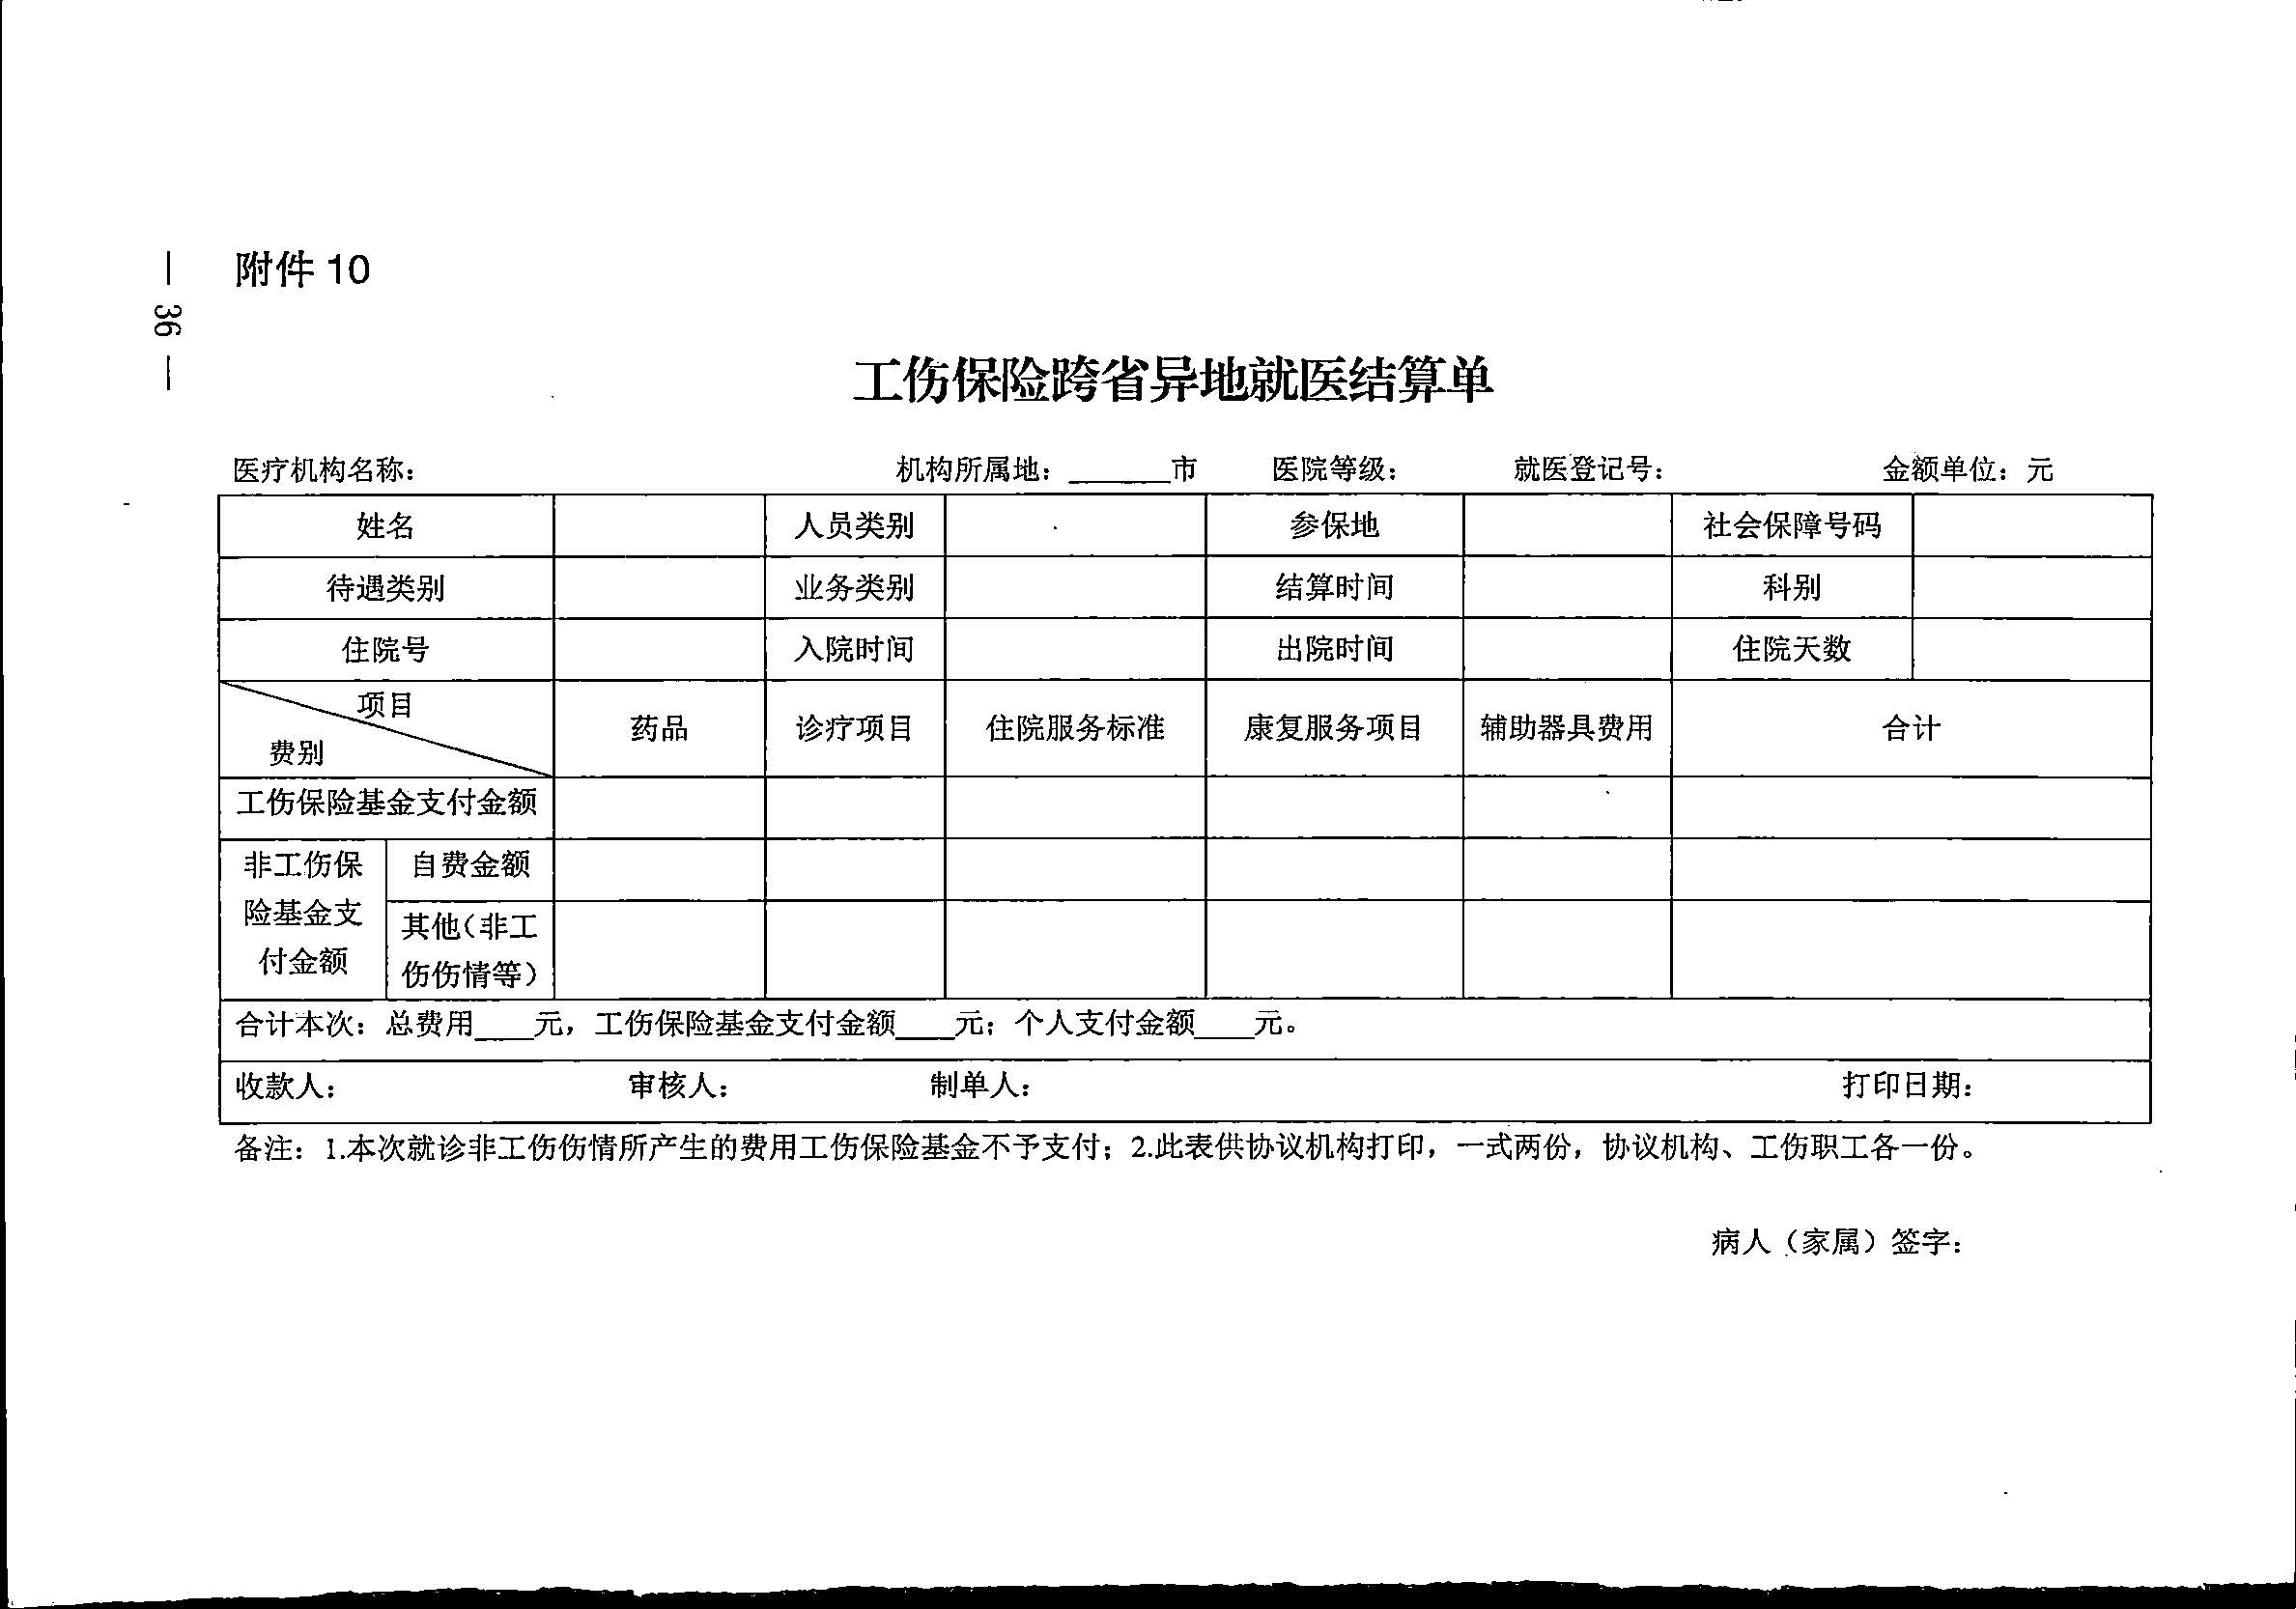 附件 10
— 36 —
工伤保险跨省异地就医结算单
医疗机构名称： 机构所属地：______市 医院等级： 就医登记号： 金额单位：元
姓名 人员类别 参保地 社会保障号码
待遇类别 业务类别 结算时间 科别
住院号 入院时间 出院时间 住院天数
项目
费别
药品 诊疗项目 住院服务标准 康复服务项目 辅助器具费用 合计
工伤保险基金支付金额
非工伤保
险基金支
付金额
自费金额
其他（非工
伤伤情等）
合计本次：总费用____元，工伤保险基金支付金额____元；个人支付金额____元。
收款人： 审核人： 制单人： 打印日期：
备注：1.本次就诊非工伤伤情所产生的费用工伤保险基金不予支付；2.此表供协议机构打印，一式两份，协议机构、工伤职工各一份。
病人（家属）签字：